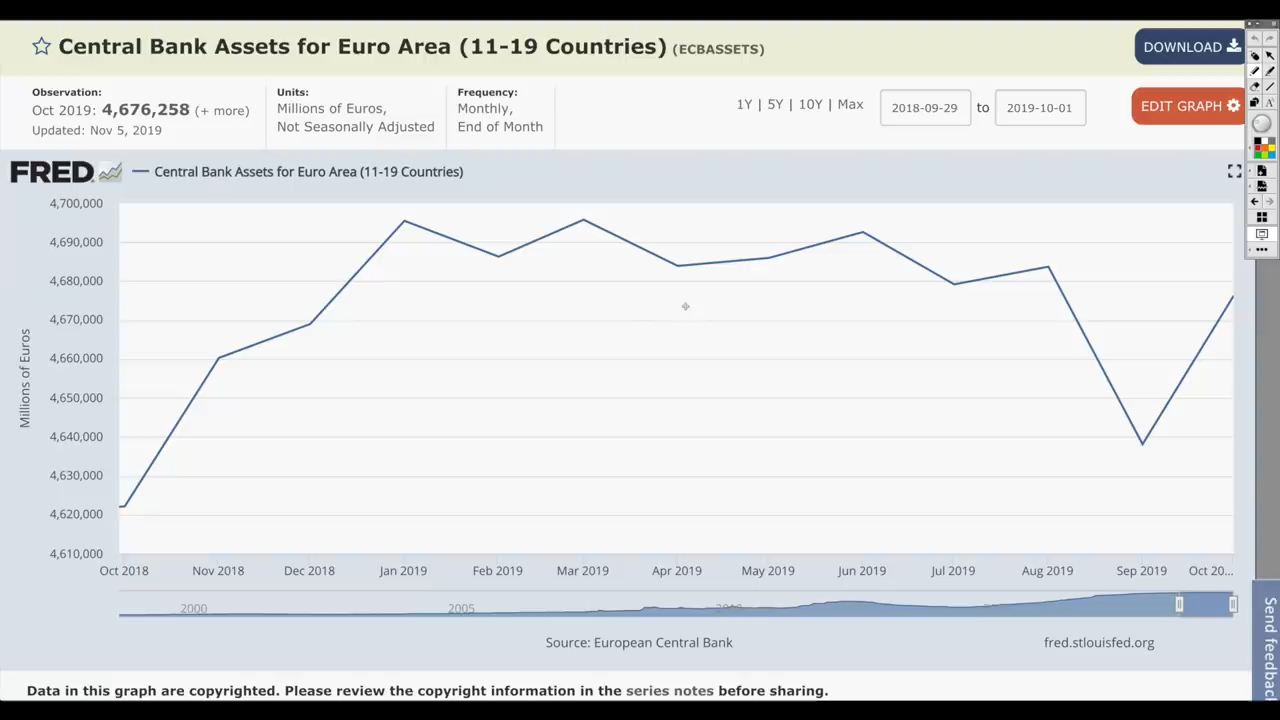 Central Bank Assets for Euro Area (11-19 Countries) (ECBASSETS)
DOWNLOAD
Observation:
Oct 2019: 4,676,258 (+ more)
Updated: Nov 5, 2019
Units:
Millions of Euros,
Not Seasonally Adjusted
Frequency:
Monthly,
End of Month
1Y | 5Y | 10Y | Max
2018-09-29 to 2019-10-01
EDIT GRAPH
FRED
Central Bank Assets for Euro Area (11-19 Countries)
Millions of Euros
4,700,000
4,690,000
4,680,000
4,670,000
4,660,000
4,650,000
4,640,000
4,630,000
4,620,000
4,610,000
Oct 2018 Nov 2018 Dec 2018 Jan 2019 Feb 2019 Mar 2019 Apr 2019 May 2019 Jun 2019 Jul 2019 Aug 2019 Sep 2019 Oct 20...
2000 2005
Source: European Central Bank
fred.stlouisfed.org
Send feedback
Data in this graph are copyrighted. Please review the copyright information in the series notes before sharing.